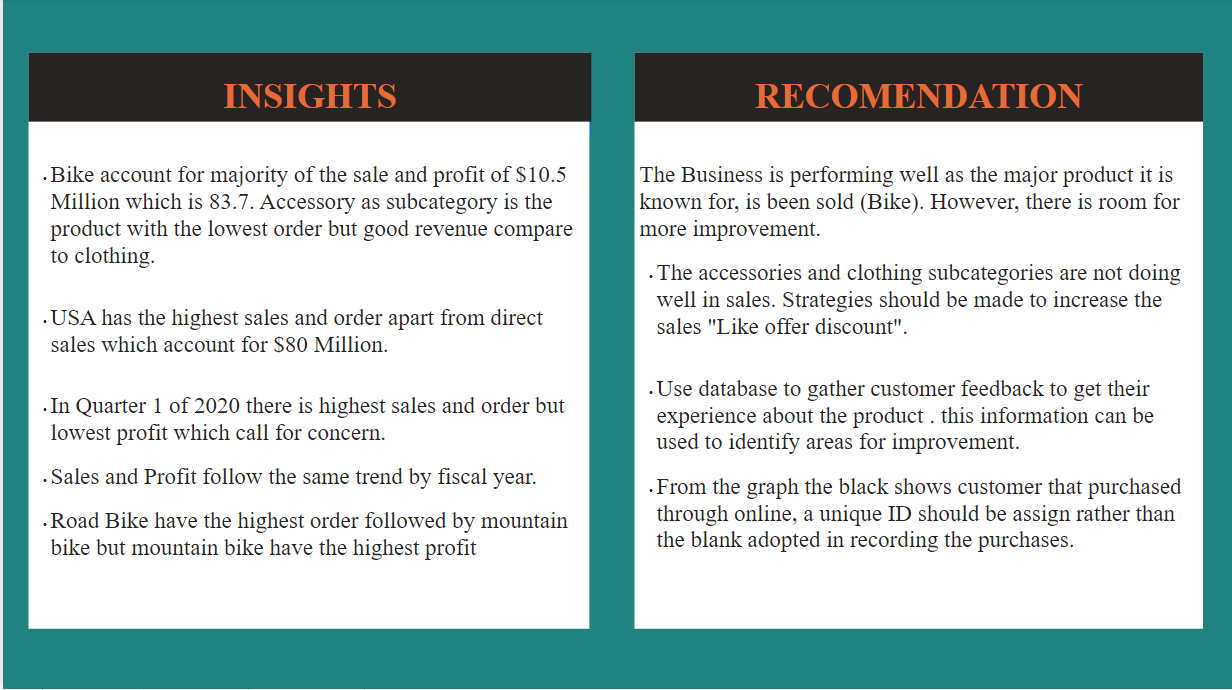 INSIGHTS
. Bike account for majority of the sale and profit of $10.5
Million which is 83.7. Accessory as subcategory is the
product with the lowest order but good revenue compare
to clothing.
. USA has the highest sales and order apart from direct
sales which account for $80 Million.
. In Quarter 1 of 2020 there is highest sales and order but
lowest profit which call for concern.
. Sales and Profit follow the same trend by fiscal year.
. Road Bike have the highest order followed by mountain
bike but mountain bike have the highest profit
RECOMENDATION
The Business is performing well as the major product it is
known for, is been sold (Bike). However, there is room for
more improvement.
. The accessories and clothing subcategories are not doing
well in sales. Strategies should be made to increase the
sales "Like offer discount".
. Use database to gather customer feedback to get their
experience about the product . this information can be
used to identify areas for improvement.
. From the graph the black shows customer that purchased
through online, a unique ID should be assign rather than
the blank adopted in recording the purchases.